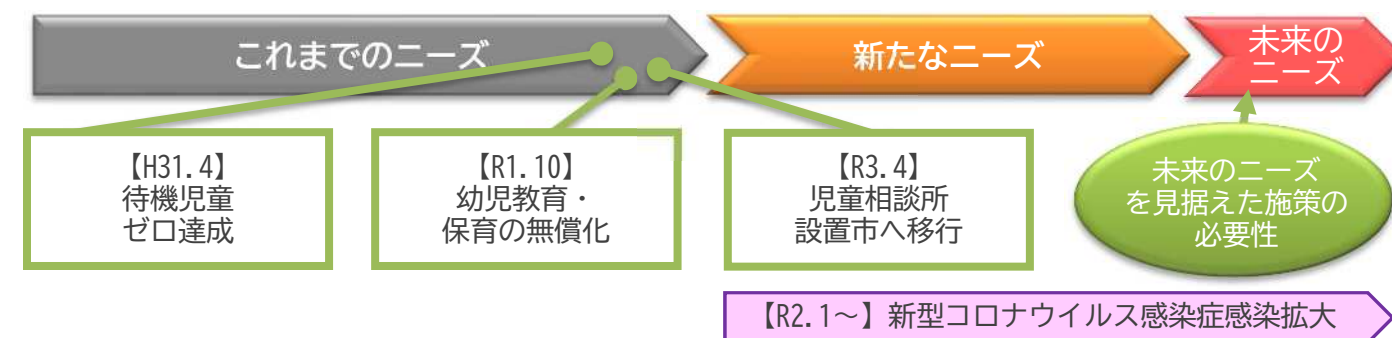 これまでのニーズ
新たなニーズ
未来の
ニーズ
【H31.4】
待機児童
ゼロ達成
【R1.10】
幼児教育・
保育の無償化
【R3.4】
児童相談所
設置市へ移行
未来のニーズ
を見据えた施策の
必要性
【R2.1～】新型コロナウイルス感染症感染拡大